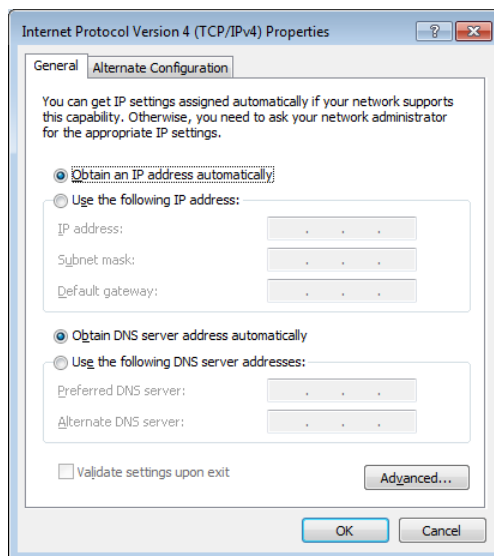 Internet Protocol Version 4 (TCP/IPv4) Properties
General
Alternate Configuration
You can get IP settings assigned automatically if your network supports
this capability. Otherwise, you need to ask your network administrator
for the appropriate IP settings.
Obtain an IP address automatically
Use the following IP address:
IP address:
Subnet mask:
Default gateway:
Obtain DNS server address automatically
Use the following DNS server addresses:
Preferred DNS server:
Alternate DNS server:
Validate settings upon exit
Advanced...
OK
Cancel